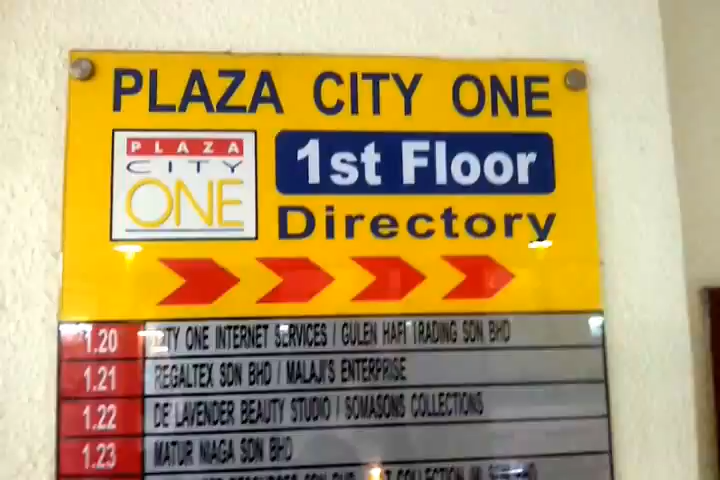 PLAZA CITY ONE
PLAZA
CITY
ONE
1st Floor
Directory
1.20 CITY ONE INTERNET SERVICES / GULEN HAFI TRADING SDN BHD
1.21 REGALTEX SDN BHD / MALAJI'S ENTERPRISE
1.22 DE'LAVENDER BEAUTY STUDIO / SOMASONS COLLECTIONS
1.23 MATUR NIAGA SDN BHD